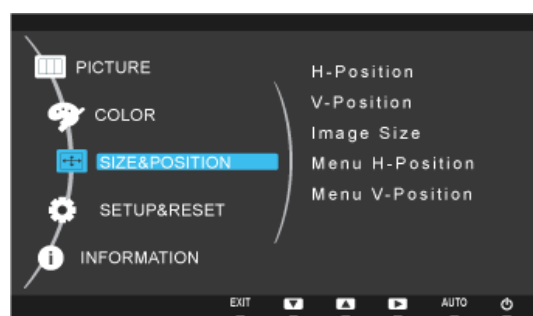 PICTURE
COLOR
SIZE&POSITION
SETUP&RESET
INFORMATION
H-Position
V-Position
Image Size
Menu H-Position
Menu V-Position
EXIT AUTO